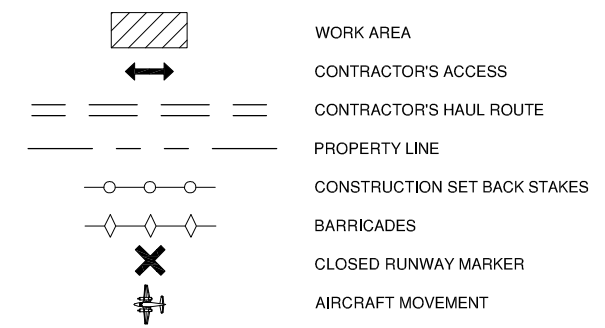 WORK AREA
CONTRACTOR'S ACCESS
CONTRACTOR'S HAUL ROUTE
PROPERTY LINE
CONSTRUCTION SET BACK STAKES
BARRICADES
CLOSED RUNWAY MARKER
AIRCRAFT MOVEMENT